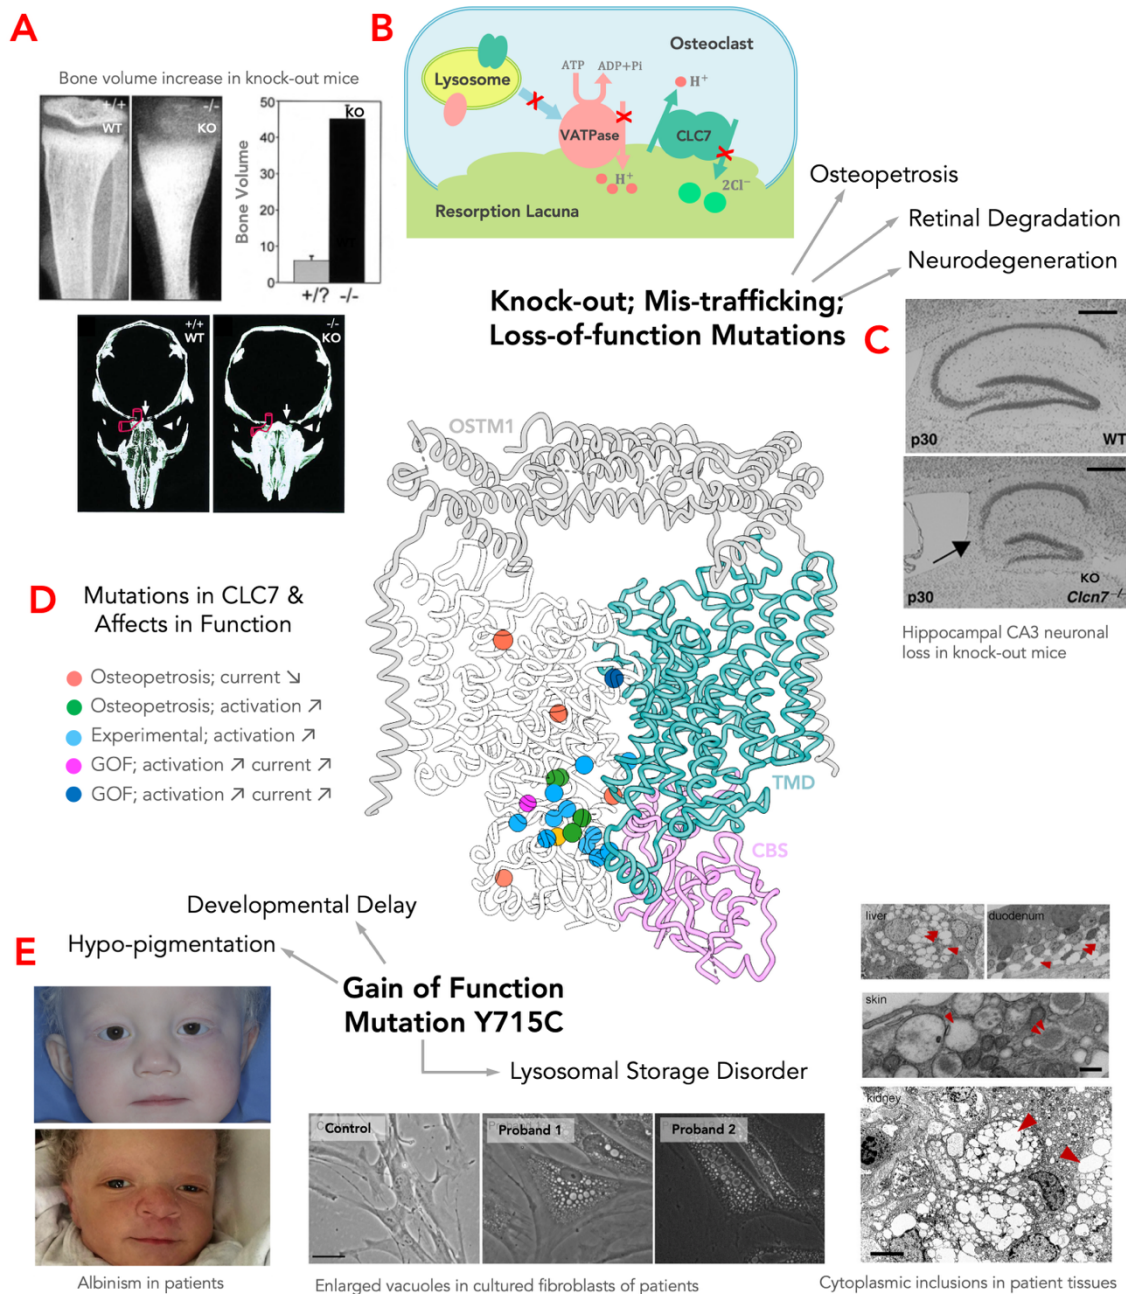 A
Bone volume increase in knock-out mice
+/+
WT
-/-
KO
Bone Volume
50
40
30
20
10
0
KO
WT
+/? -/-
+/+
WT
-/-
KO
B
Osteoclast
Lysosome
ATP
ADP+Pi
H⁺
VATPase
CLC7
H⁺
2Cl⁻
Resorption Lacuna
Osteopetrosis
Retinal Degradation
Neurodegeneration
Knock-out; Mis-trafficking;
Loss-of-function Mutations
C
p30
WT
p30
KO
Clcn7⁻/⁻
Hippocampal CA3 neuronal
loss in knock-out mice
OSTM1
TMD
CBS
D
Mutations in CLC7 &
Affects in Function
Osteopetrosis; current ↘
Osteopetrosis; activation ↗
Experimental; activation ↗
GOF; activation ↗ current ↗
GOF; activation ↗ current ↗
Developmental Delay
Hypo-pigmentation
E
Gain of Function
Mutation Y715C
Lysosomal Storage Disorder
Albinism in patients
Control
Proband 1
Proband 2
Enlarged vacuoles in cultured fibroblasts of patients
liver
duodenum
skin
kidney
Cytoplasmic inclusions in patient tissues